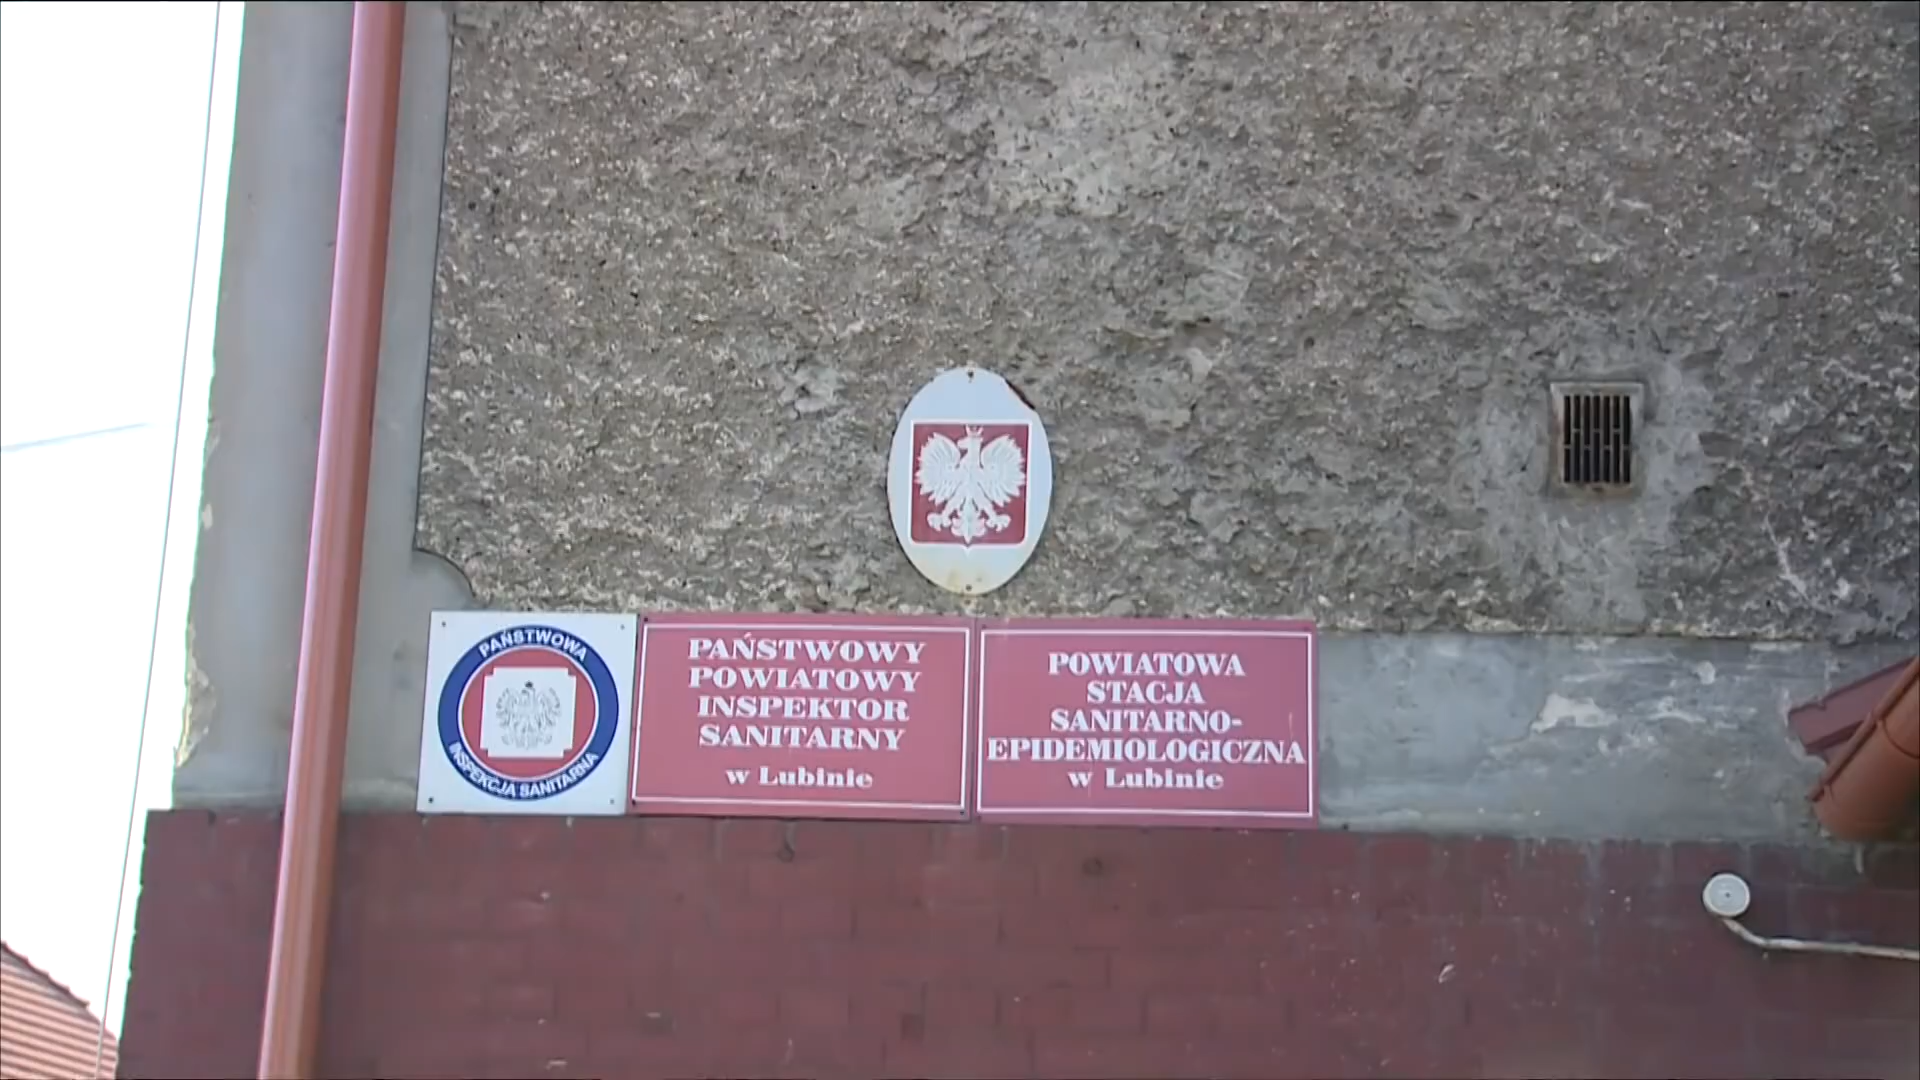 PAŃSTWOWA
INSPEKCJA SANITARNA
PAŃSTWOWY
POWIATOWY
INSPEKTOR
SANITARNY
w Lubinie
POWIATOWA
STACJA
SANITARNO-
EPIDEMIOLOGICZNA
w Lubinie